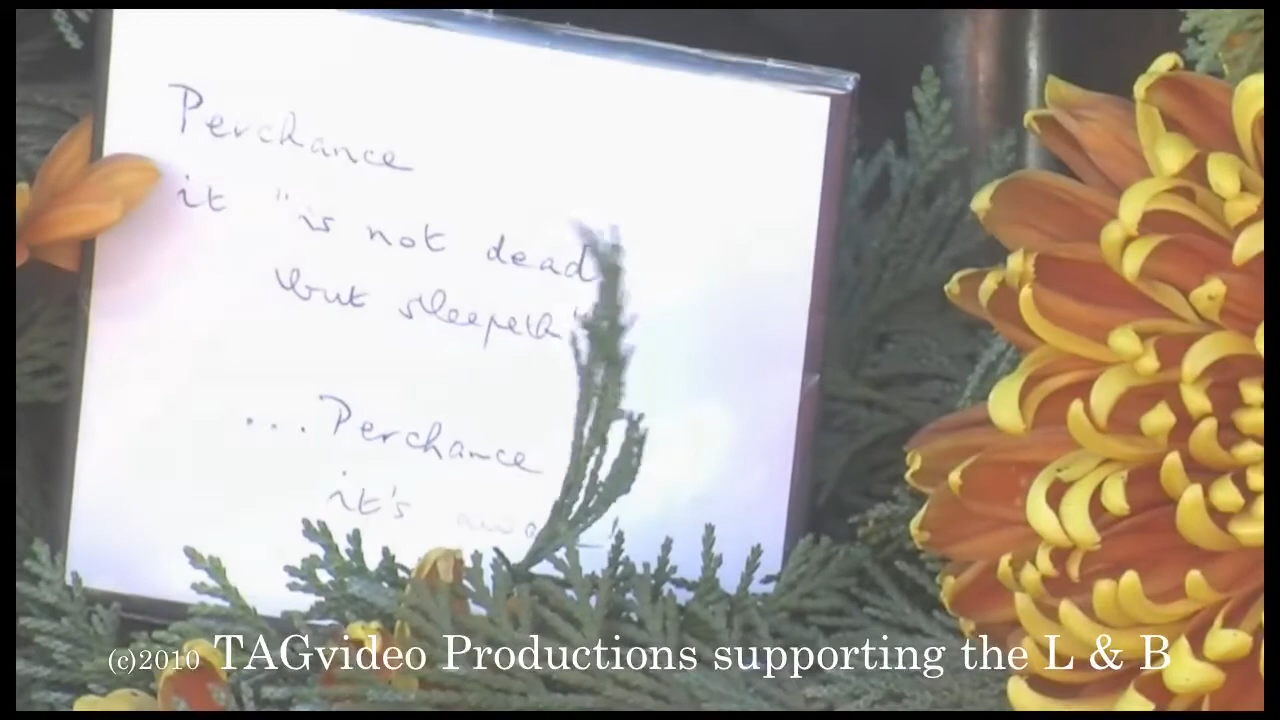 Perchance
it "is not dead
but sleepeth"
...Perchance
it's
(c)2010 TAGvideo Productions supporting the L & B